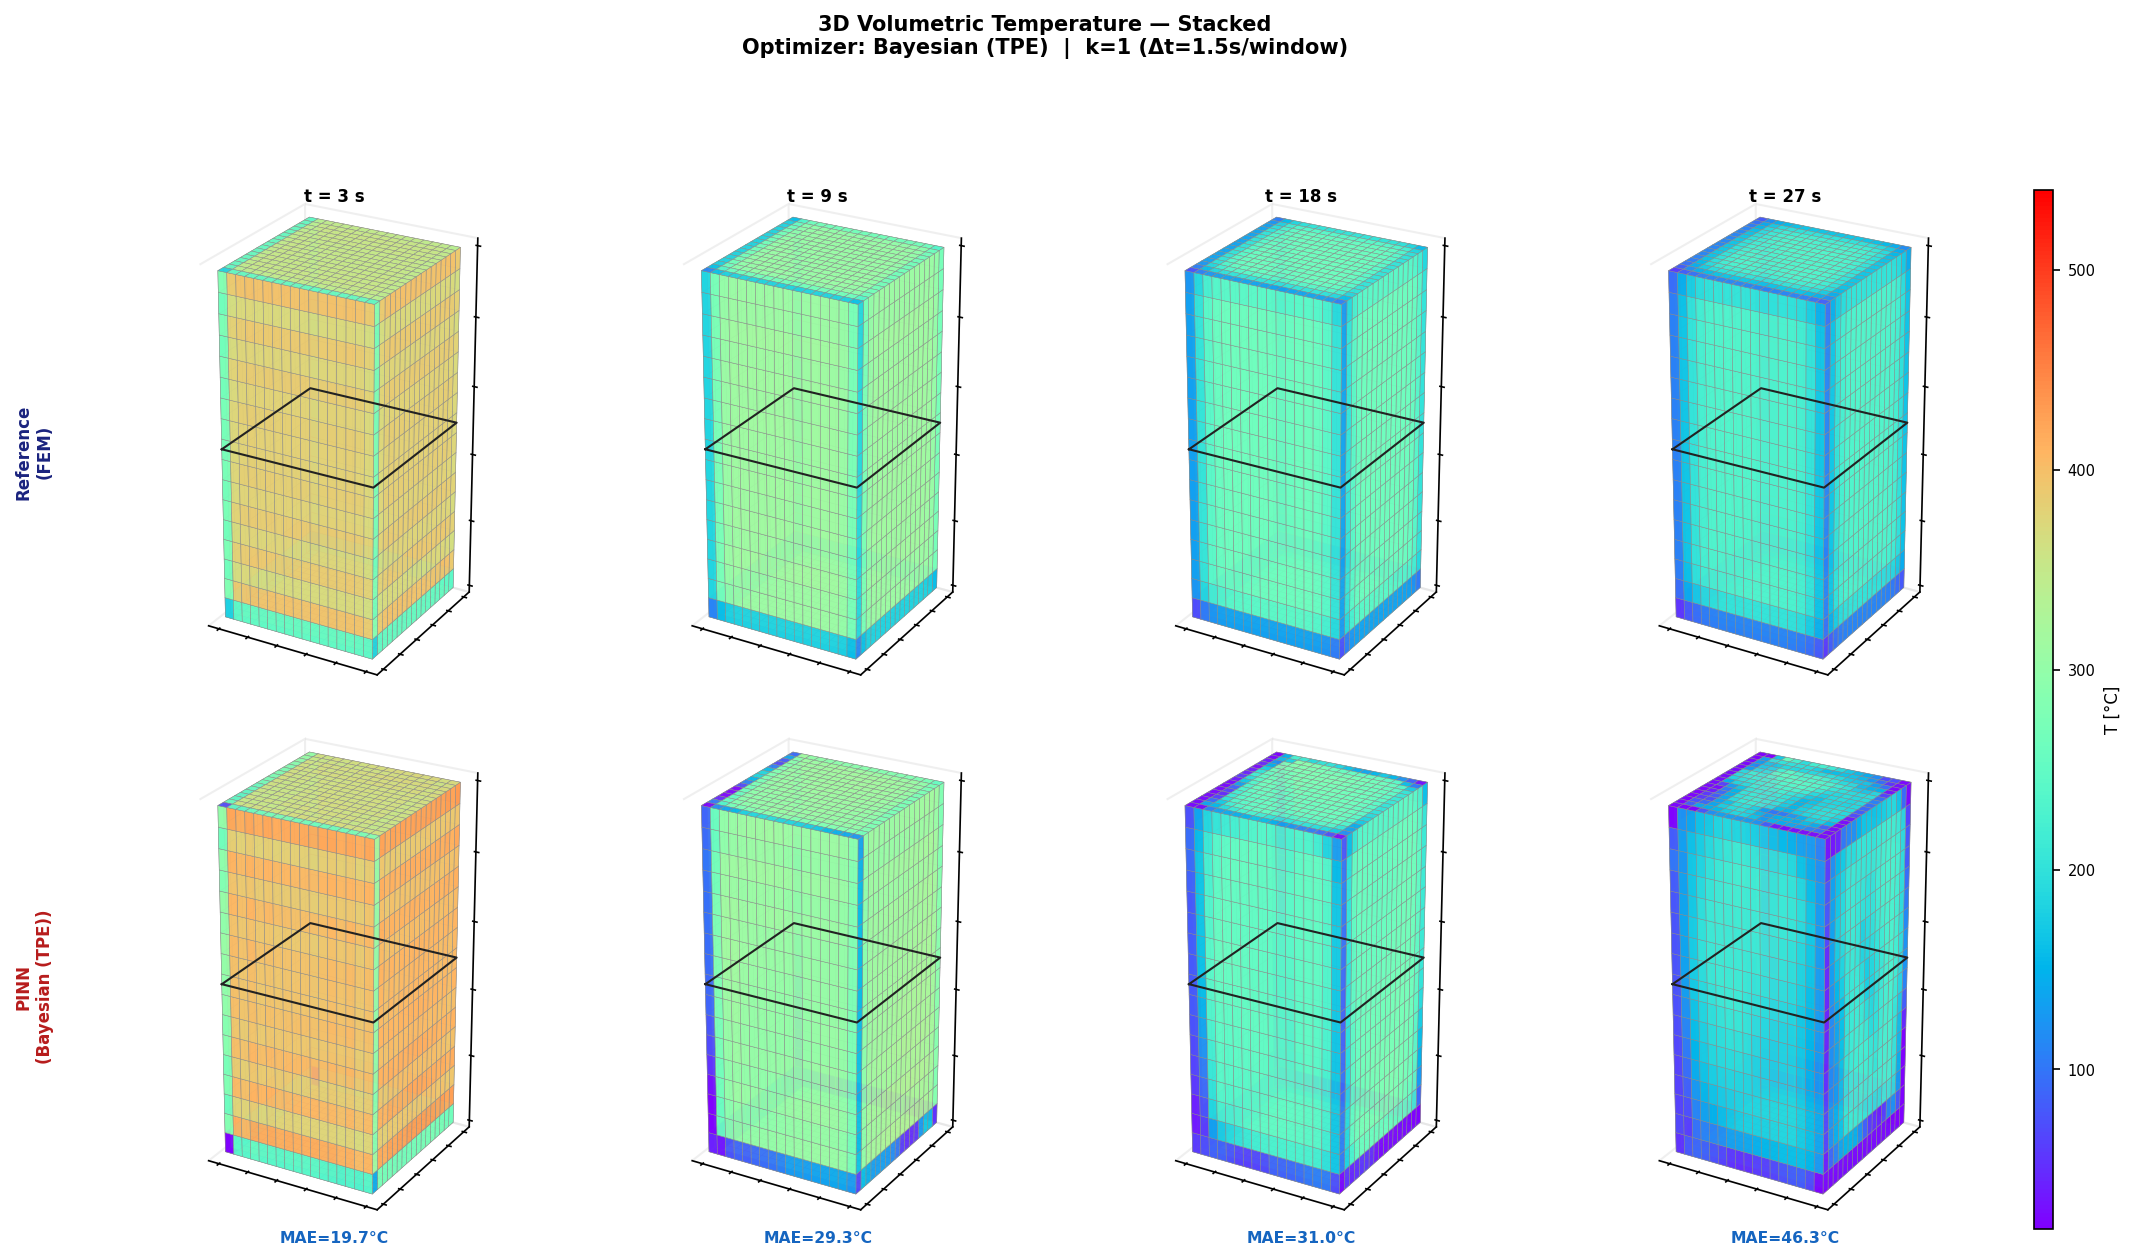 3D Volumetric Temperature — Stacked
Optimizer: Bayesian (TPE)  |  k=1 (Δt=1.5s/window)
t = 3 s
t = 9 s
t = 18 s
t = 27 s
Reference
(FEM)
PINN
(Bayesian (TPE))
500
400
300
200
100
T [°C]
MAE=19.7°C
MAE=29.3°C
MAE=31.0°C
MAE=46.3°C